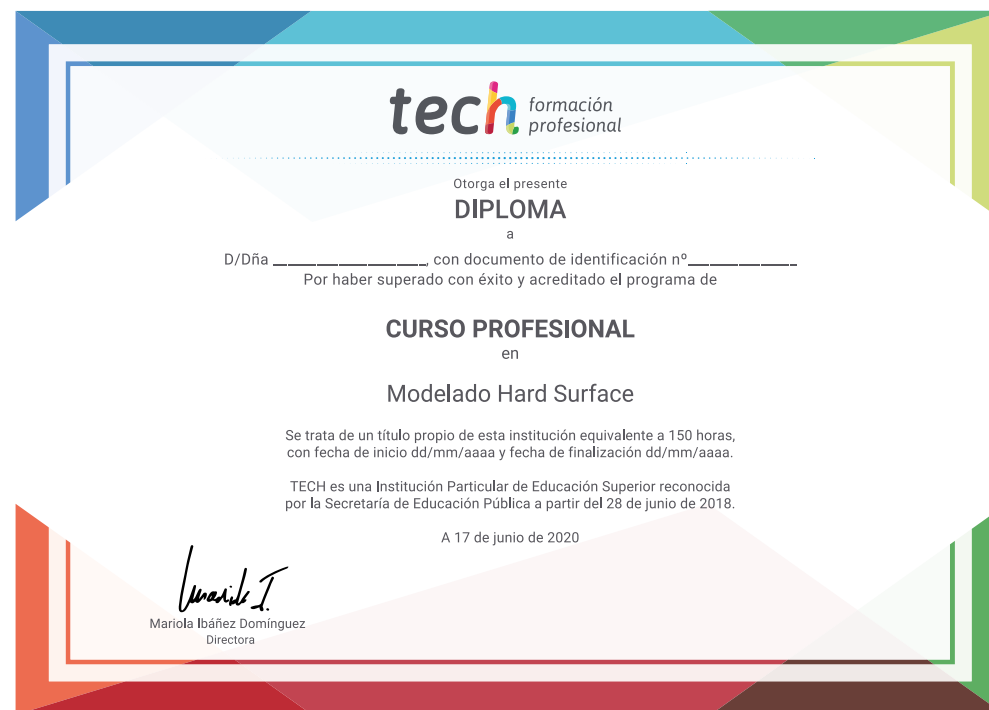 tech formación
profesional
Otorga el presente
DIPLOMA
a
D/Dña ____________________, con documento de identificación nº______________
Por haber superado con éxito y acreditado el programa de
CURSO PROFESIONAL
en
Modelado Hard Surface
Se trata de un título propio de esta institución equivalente a 150 horas,
con fecha de inicio dd/mm/aaaa y fecha de finalización dd/mm/aaaa.
TECH es una Institución Particular de Educación Superior reconocida
por la Secretaría de Educación Pública a partir del 28 de junio de 2018.
A 17 de junio de 2020
Mariola Ibáñez Domínguez
Directora